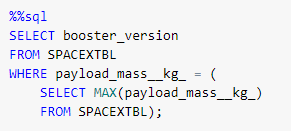 %%sql
SELECT booster_version
FROM SPACEXTBL
WHERE payload_mass__kg_ = (
    SELECT MAX(payload_mass__kg_)
    FROM SPACEXTBL);